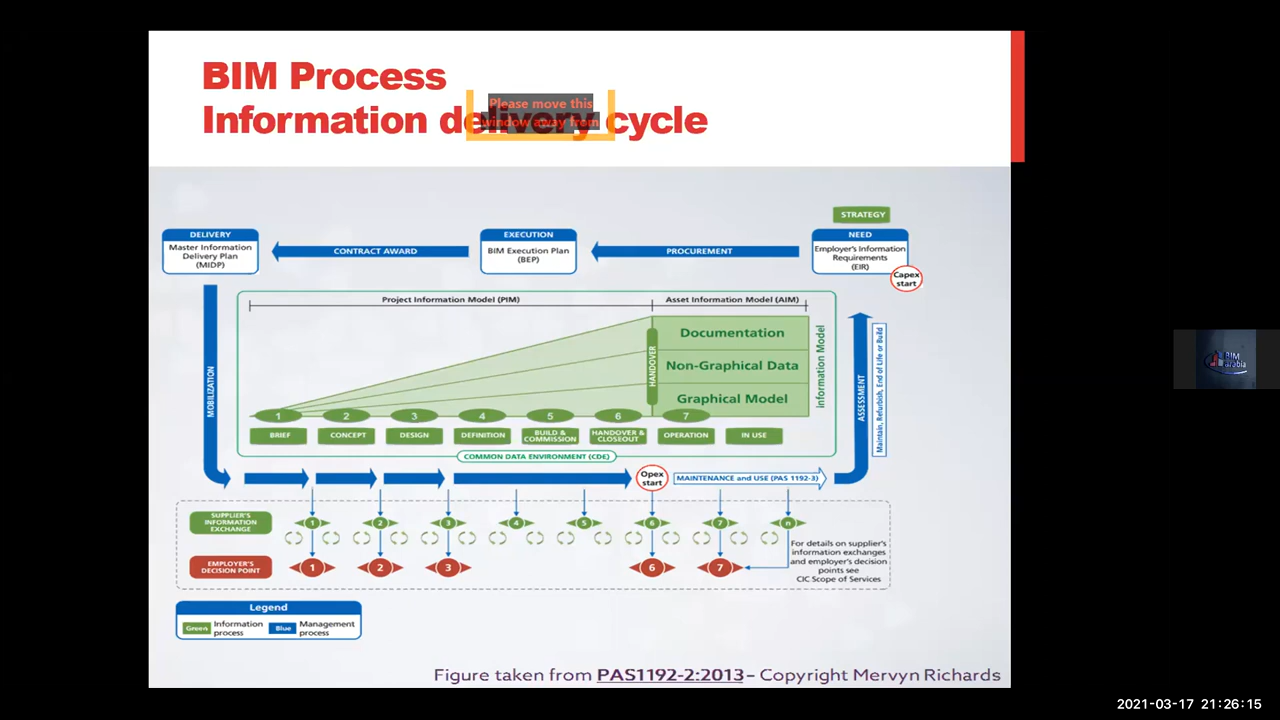 BIM Process
Information delivery cycle
Please move this
window away from
STRATEGY
DELIVERY
Master Information
Delivery Plan
(MIDP)
CONTRACT AWARD
EXECUTION
BIM Execution Plan
(BEP)
PROCUREMENT
NEED
Employer's Information
Requirements
(EIR)
Capex
start
Project Information Model (PIM)
Asset Information Model (AIM)
Documentation
Non-Graphical Data
Graphical Model
HANDOVER
information Model
MOBILIZATION
ASSESSMENT
Maintain, Refurbish, End of Life or Build
1 2 3 4 5 6 7
BRIEF
CONCEPT
DESIGN
DEFINITION
BUILD &
COMMISSION
HANDOVER &
CLOSEOUT
OPERATION
IN USE
COMMON DATA ENVIRONMENT (CDE)
Opex
start
MAINTENANCE and USE (PAS 1192-3)
SUPPLIER'S
INFORMATION
EXCHANGE
1 2 3 4 5 6 7 n
EMPLOYER'S
DECISION POINT
1 2 3 6 7
For details on supplier's
information exchanges
and employer's decision
points see
CIC Scope of Services
Legend
Green Information
process
Blue Management
process
Figure taken from PAS1192-2:2013– Copyright Mervyn Richards
BIM
arabia
2021-03-17 21:26:15